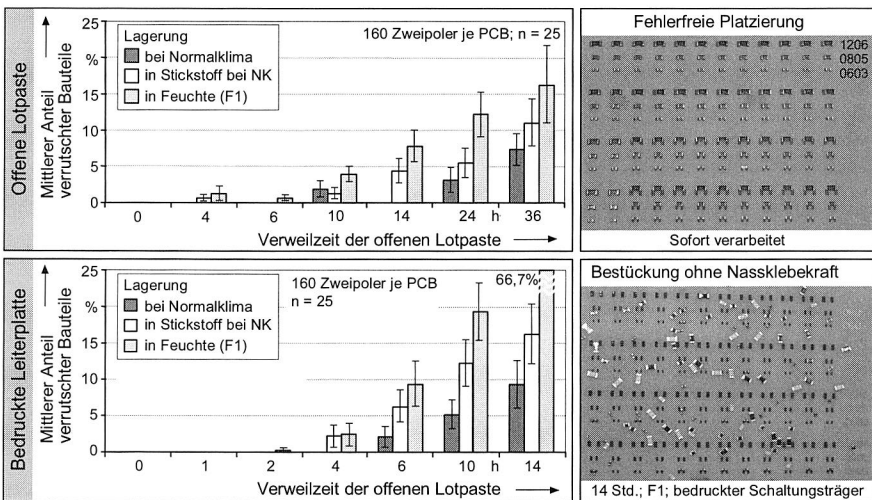 Offene Lotpaste
Mittlerer Anteil
verrutschter Bauteile
25
%
15
10
5
0
Lagerung
bei Normalklima
in Stickstoff bei NK
in Feuchte (F1)
160 Zweipoler je PCB; n = 25
0 4 6 10 14 24 h 36
Verweilzeit der offenen Lotpaste
Fehlerfreie Platzierung
1206
0805
0603
Sofort verarbeitet
Bedruckte Leiterplatte
Mittlerer Anteil
verrutschter Bauteile
25
%
15
10
5
0
Lagerung
bei Normalklima
in Stickstoff bei NK
in Feuchte (F1)
160 Zweipoler je PCB
n = 25
66,7%
0 1 2 4 6 10 h 14
Verweilzeit der offenen Lotpaste
Bestückung ohne Nassklebekraft
14 Std.; F1; bedruckter Schaltungsträger